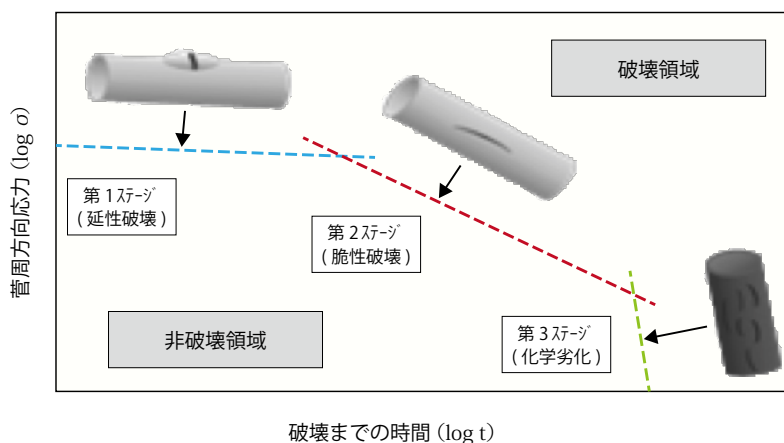 破壊領域
第1ｽﾃｰｼﾞ
(延性破壊)
第2ｽﾃｰｼﾞ
(脆性破壊)
第3ｽﾃｰｼﾞ
(化学劣化)
非破壊領域
菅周方向応力 (log σ)
破壊までの時間 (log t)